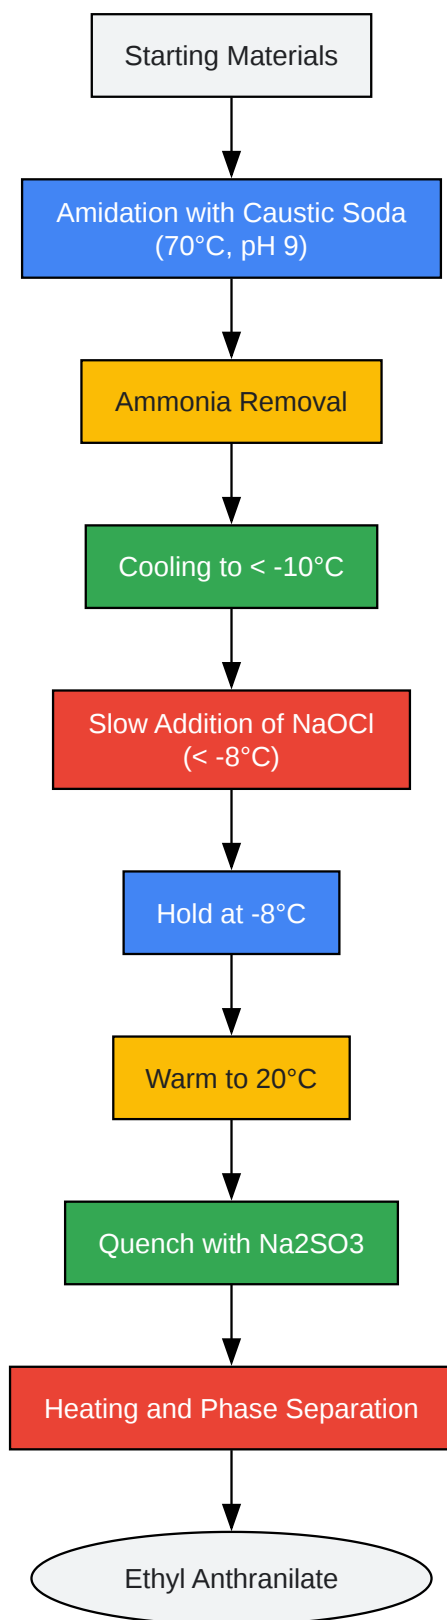 Starting Materials
Amidation with Caustic Soda
(70°C, pH 9)
Ammonia Removal
Cooling to < -10°C
Slow Addition of NaOCl
(< -8°C)
Hold at -8°C
Warm to 20°C
Quench with Na2SO3
Heating and Phase Separation
Ethyl Anthranilate